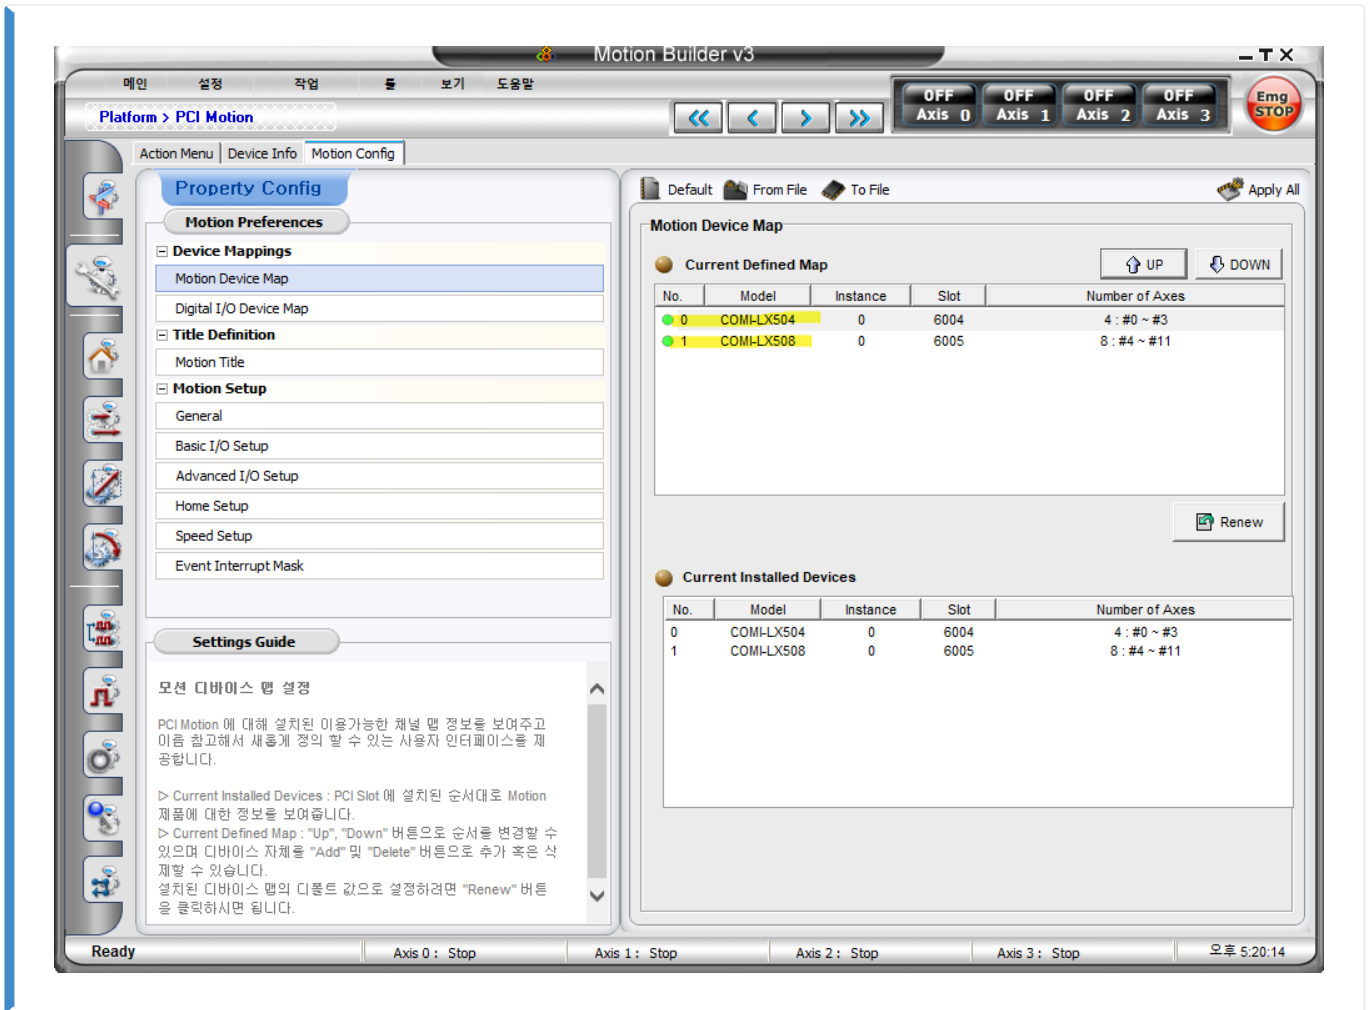 Motion Builder v3
메인 설정 작업 툴 보기 도움말
Platform > PCI Motion
OFF Axis 0 OFF Axis 1 OFF Axis 2 OFF Axis 3
Emg STOP
Action Menu Device Info Motion Config
Property Config
Motion Preferences
Device Mappings
Motion Device Map
Digital I/O Device Map
Title Definition
Motion Title
Motion Setup
General
Basic I/O Setup
Advanced I/O Setup
Home Setup
Speed Setup
Event Interrupt Mask
Settings Guide
모션 디바이스 맵 설정
PCI Motion 에 대해 설치된 이용가능한 채널 맵 정보를 보여주고
이를 참고해서 새롭게 정의 할 수 있는 사용자 인터페이스를 제
공합니다.
▷ Current Installed Devices : PCI Slot 에 설치된 순서대로 Motion
제품에 대한 정보를 보여줍니다.
▷ Current Defined Map : "Up", "Down" 버튼으로 순서를 변경할 수
있으며 디바이스 자체를 "Add" 및 "Delete" 버튼으로 추가 혹은 삭
제할 수 있습니다.
설치된 디바이스 맵의 디폴트 값으로 설정하려면 "Renew" 버튼
을 클릭하시면 됩니다.
Default From File To File Apply All
Motion Device Map
Current Defined Map UP DOWN
No. Model Instance Slot Number of Axes
0 COMI-LX504 0 6004 4 : #0 ~ #3
1 COMI-LX508 0 6005 8 : #4 ~ #11
Renew
Current Installed Devices
No. Model Instance Slot Number of Axes
0 COMI-LX504 0 6004 4 : #0 ~ #3
1 COMI-LX508 0 6005 8 : #4 ~ #11
Ready Axis 0 : Stop Axis 1 : Stop Axis 2 : Stop Axis 3 : Stop 오후 5:20:14